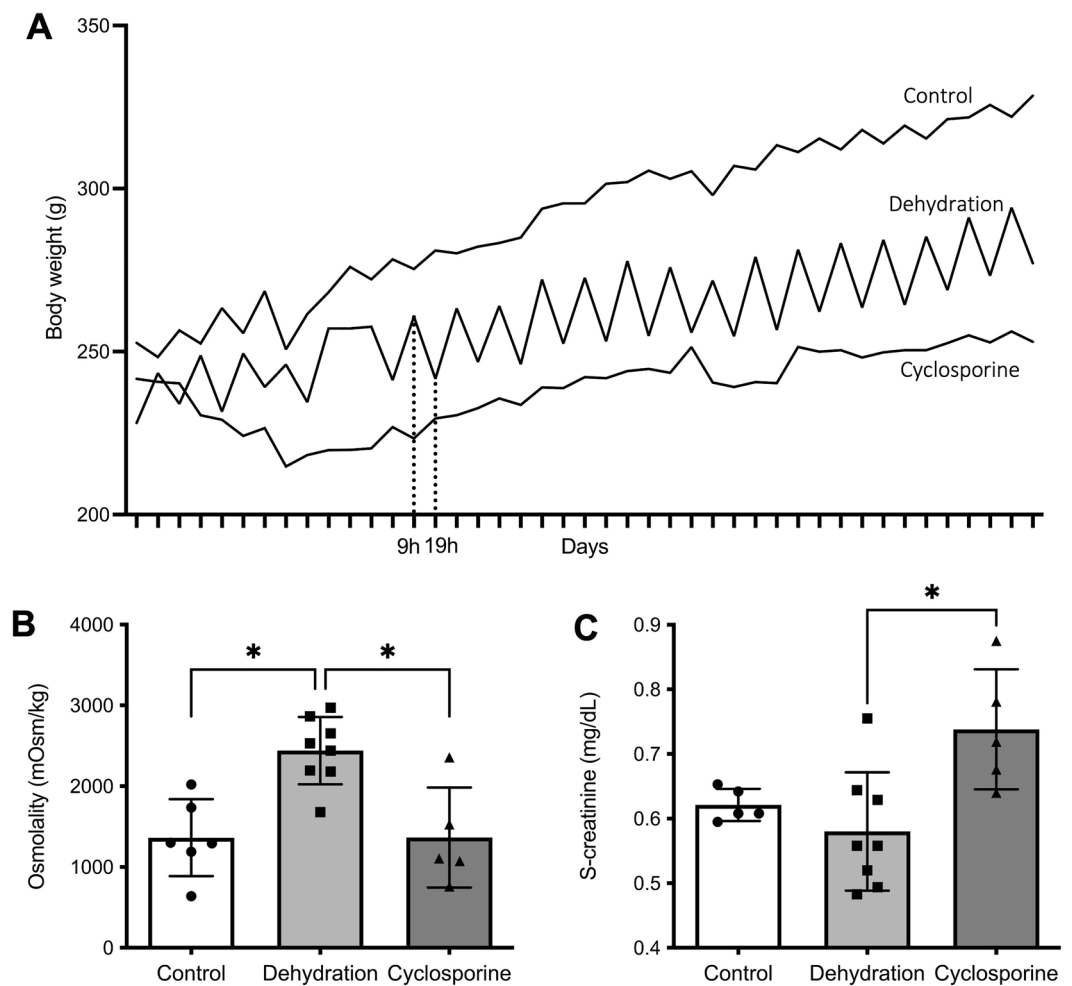 A
350
Control
300
Dehydration
Body weight (g)
250
Cyclosporine
200
9h 19h Days
B
4000
* *
3000
Osmolality (mOsm/kg)
2000
1000
0
Control Dehydration Cyclosporine
C
*
0.9
0.8
S-creatinine (mg/dL)
0.7
0.6
0.5
0.4
Control Dehydration Cyclosporine